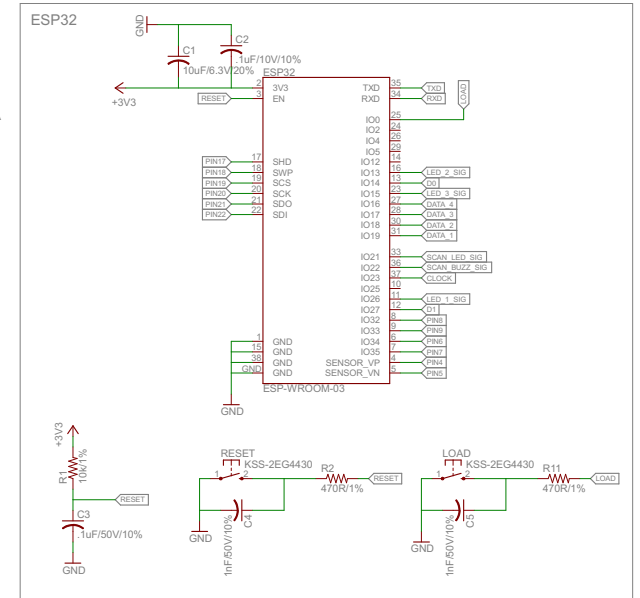 ESP32
GND
C1
10uF/6.3V/20%
C2
.1uF/10V/10%
+3V3
ESP32
2 3V3
RESET 3 EN
PIN17 17 SHD
PIN18 18 SWP
PIN19 19 SCS
PIN20 20 SCK
PIN21 21 SDO
PIN22 22 SDI
1 GND
15 GND
38 GND
GND GND
GND
TXD 35 TXD
RXD 34 RXD
IO0 25
LOAD
IO2 24
IO4 26
IO5 29
IO12 14
IO13 16 LED_2_SIG
IO14 13 D0
IO15 23 LED_3_SIG
IO16 27 DATA_4
IO17 28 DATA_3
IO18 30 DATA_2
IO19 31 DATA_1
IO21 33 SCAN_LED_SIG
IO22 36 SCAN_BUZZ_SIG
IO23 37 CLOCK
IO25 10
IO26 11 LED_1_SIG
IO27 12 D1
IO32 8 PIN8
IO33 9 PIN9
IO34 6 PIN6
IO35 7 PIN7
SENSOR_VP 4 PIN4
SENSOR_VN 5 PIN5
ESP-WROOM-03
+3V3
R1
10k/1%
RESET
C3
.1uF/50V/10%
GND
RESET
KSS-2EG4430
1 2
R2
470R/1%
RESET
C4
1nF/50V/10%
GND
LOAD
KSS-2EG4430
1 2
R11
470R/1%
LOAD
C5
1nF/50V/10%
GND